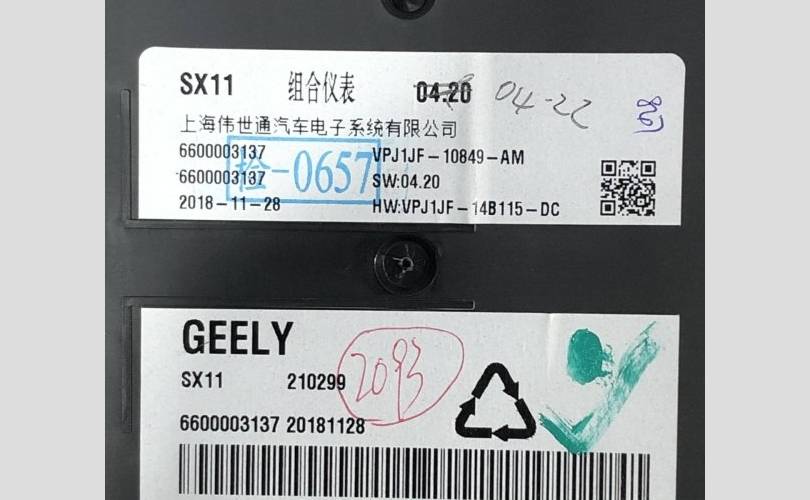 SX11 组合仪表 04.20 04-22
上海伟世通汽车电子系统有限公司
6600003137 VPJ1JF-10849-AM
6600003137 SW:04.20
检-0657
2018-11-28 HW:VPJ1JF-14B115-DC
GEELY
SX11 210299 2093
6600003137 20181128